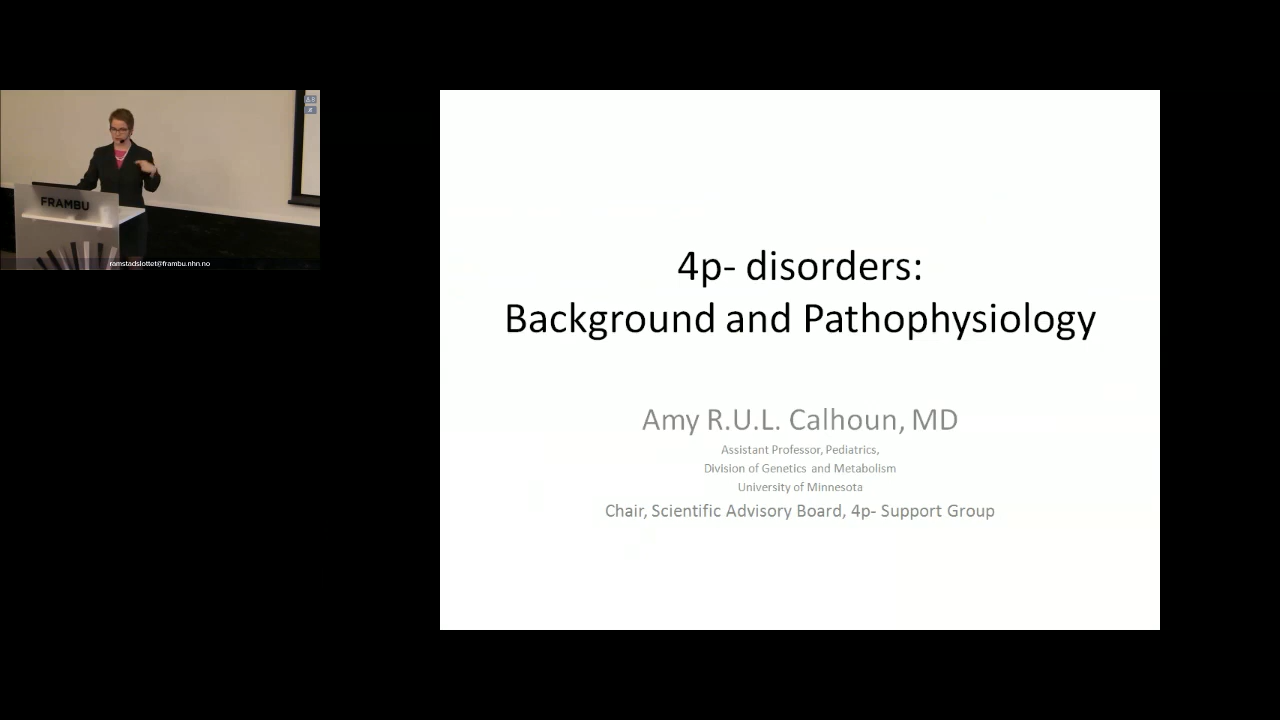 FRAMBU
ramstadslottet@frambu.nhn.no
4p- disorders:
Background and Pathophysiology
Amy R.U.L. Calhoun, MD
Assistant Professor, Pediatrics,
Division of Genetics and Metabolism
University of Minnesota
Chair, Scientific Advisory Board, 4p- Support Group